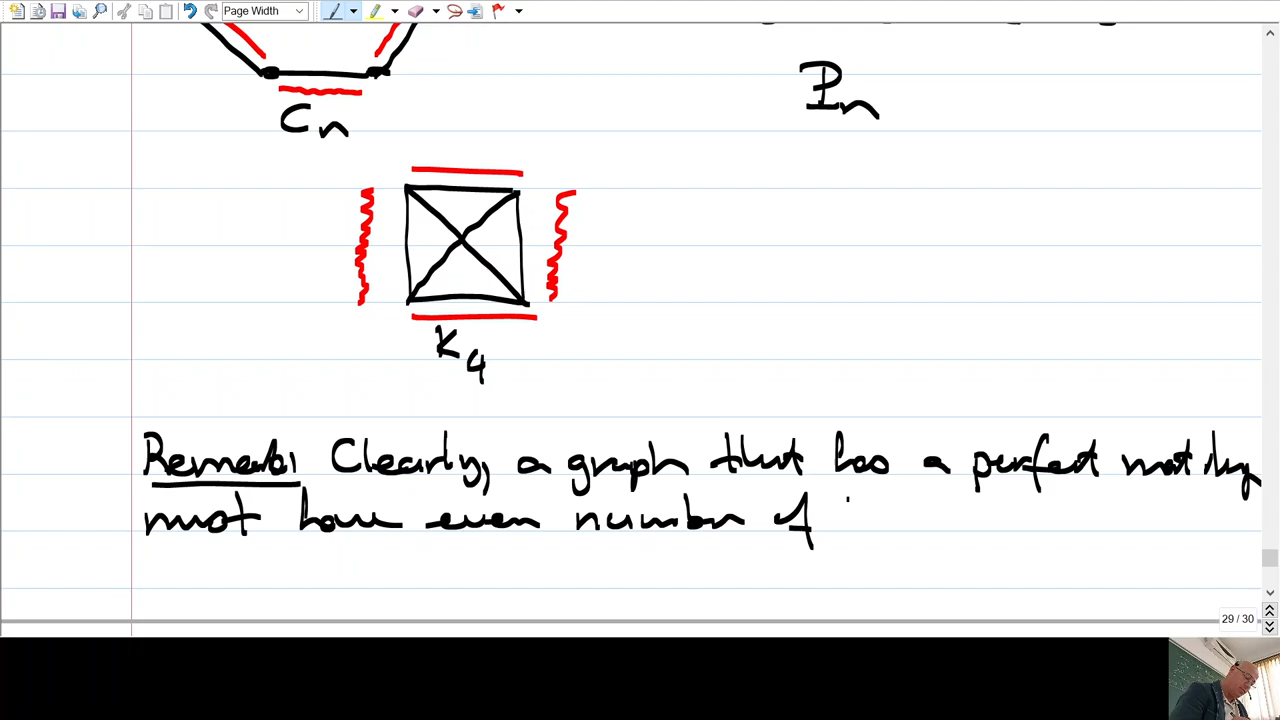 Page Width
Pn
Cn
K4
Remark: Clearly, a graph that has a perfect matching
must have even number of
29 / 30